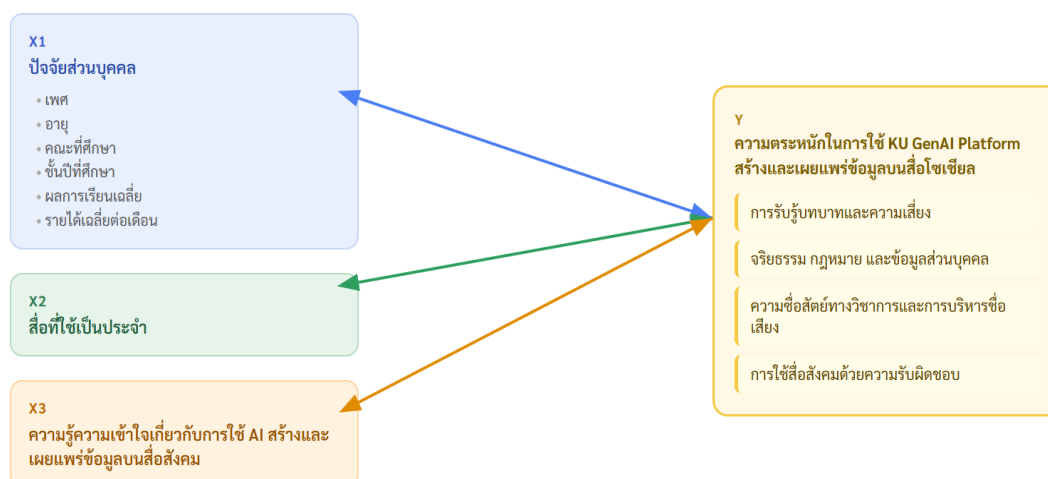 X1
ปัจจัยส่วนบุคคล
• เพศ
• อายุ
• คณะที่ศึกษา
• ชั้นปีที่ศึกษา
• ผลการเรียนเฉลี่ย
• รายได้เฉลี่ยต่อเดือน
X2
สื่อที่ใช้เป็นประจำ
X3
ความรู้ความเข้าใจเกี่ยวกับการใช้ AI สร้างและ
เผยแพร่ข้อมูลบนสื่อสังคม
Y
ความตระหนักในการใช้ KU GenAI Platform
สร้างและเผยแพร่ข้อมูลบนสื่อโซเชียล
การรับรู้บทบาทและความเสี่ยง
จริยธรรม กฎหมาย และข้อมูลส่วนบุคคล
ความซื่อสัตย์ทางวิชาการและการบริหารชื่อ
เสียง
การใช้สื่อสังคมด้วยความรับผิดชอบ